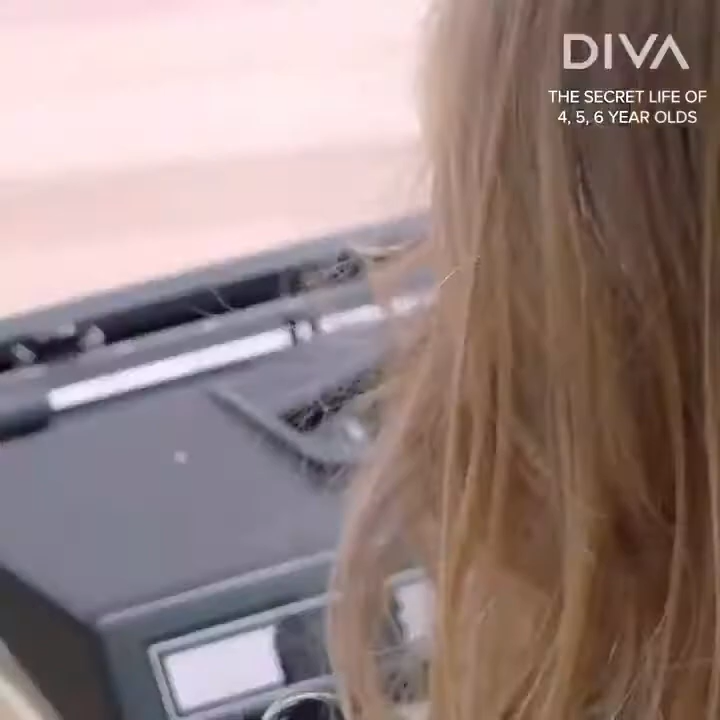 DIVA
THE SECRET LIFE OF
4, 5, 6 YEAR OLDS